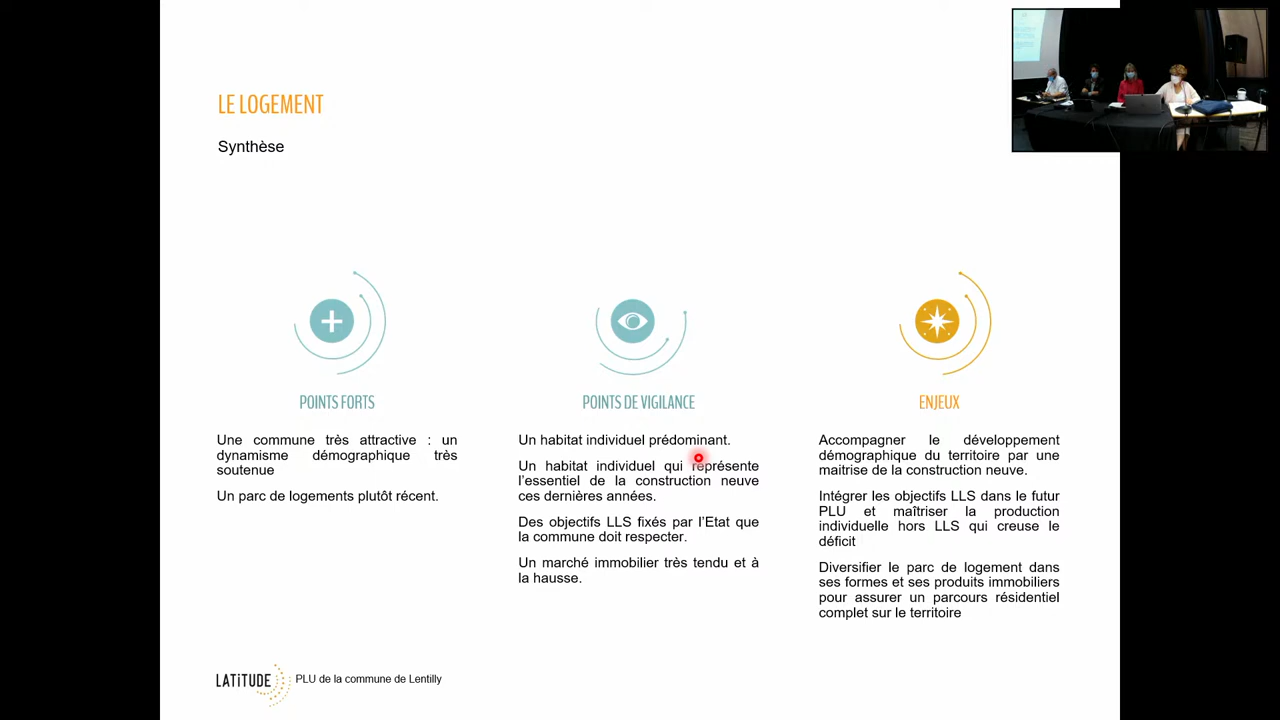 LE LOGEMENT
Synthèse
POINTS FORTS
Une commune très attractive : un
dynamisme démographique très
soutenue
Un parc de logements plutôt récent.
POINTS DE VIGILANCE
Un habitat individuel prédominant.
Un habitat individuel qui représente
l'essentiel de la construction neuve
ces dernières années.
Des objectifs LLS fixés par l'Etat que
la commune doit respecter.
Un marché immobilier très tendu et à
la hausse.
ENJEUX
Accompagner le développement
démographique du territoire par une
maitrise de la construction neuve.
Intégrer les objectifs LLS dans le futur
PLU et maîtriser la production
individuelle hors LLS qui creuse le
déficit
Diversifier le parc de logement dans
ses formes et ses produits immobiliers
pour assurer un parcours résidentiel
complet sur le territoire
LATiTUDE
PLU de la commune de Lentilly